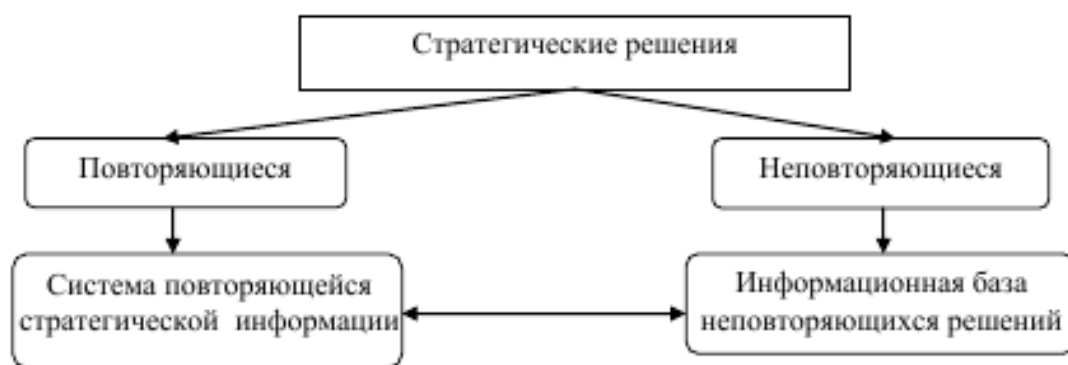 Стратегические решения
Повторяющиеся
Неповторяющиеся
Система повторяющейся
стратегической информации
Информационная база
неповторяющихся решений